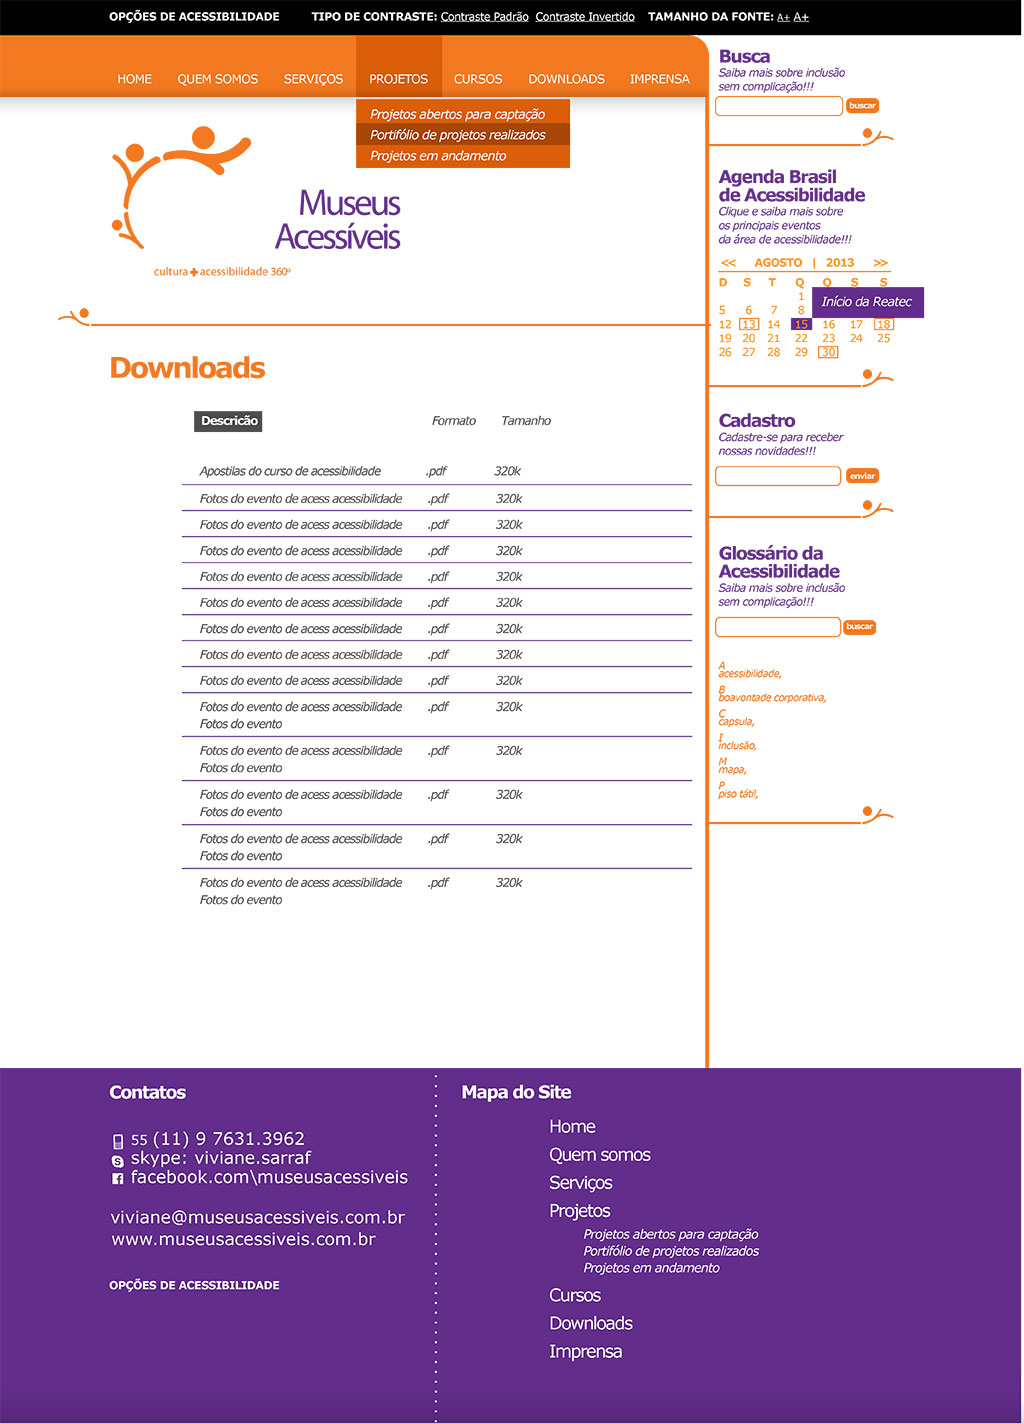 OPÇÕES DE ACESSIBILIDADE TIPO DE CONTRASTE: Contraste Padrão Contraste Invertido TAMANHO DA FONTE: A+ A+
HOME QUEM SOMOS SERVIÇOS PROJETOS CURSOS DOWNLOADS IMPRENSA
Projetos abertos para captação
Portifólio de projetos realizados
Projetos em andamento
Museus
Acessíveis
cultura+acessibilidade 360º
Downloads
Descricão Formato Tamanho
Apostilas do curso de acessibilidade .pdf 320k
Fotos do evento de acess acessibilidade .pdf 320k
Fotos do evento de acess acessibilidade .pdf 320k
Fotos do evento de acess acessibilidade .pdf 320k
Fotos do evento de acess acessibilidade .pdf 320k
Fotos do evento de acess acessibilidade .pdf 320k
Fotos do evento de acess acessibilidade .pdf 320k
Fotos do evento de acess acessibilidade .pdf 320k
Fotos do evento de acess acessibilidade .pdf 320k
Fotos do evento de acess acessibilidade .pdf 320k
Fotos do evento
Fotos do evento de acess acessibilidade .pdf 320k
Fotos do evento
Fotos do evento de acess acessibilidade .pdf 320k
Fotos do evento
Fotos do evento de acess acessibilidade .pdf 320k
Fotos do evento
Fotos do evento de acess acessibilidade .pdf 320k
Fotos do evento
Busca
Saiba mais sobre inclusão
sem complicação!!!
buscar
Agenda Brasil
de Acessibilidade
Clique e saiba mais sobre
os principais eventos
da área de acessibilidade!!!
<< AGOSTO | 2013 >>
D S T Q Q S S
1
Início da Reatec
5 6 7 8
12 13 14 15 16 17 18
19 20 21 22 23 24 25
26 27 28 29 30
Cadastro
Cadastre-se para receber
nossas novidades!!!
enviar
Glossário da
Acessibilidade
Saiba mais sobre inclusão
sem complicação!!!
buscar
A
acessibilidade,
B
boavontade corporativa,
C
capsula,
I
inclusão,
M
mapa,
P
piso tátil,
Contatos
55 (11) 9 7631.3962
skype: viviane.sarraf
facebook.com\museusacessiveis
viviane@museusacessiveis.com.br
www.museusacessiveis.com.br
OPÇÕES DE ACESSIBILIDADE
Mapa do Site
Home
Quem somos
Serviços
Projetos
Projetos abertos para captação
Portifólio de projetos realizados
Projetos em andamento
Cursos
Downloads
Imprensa